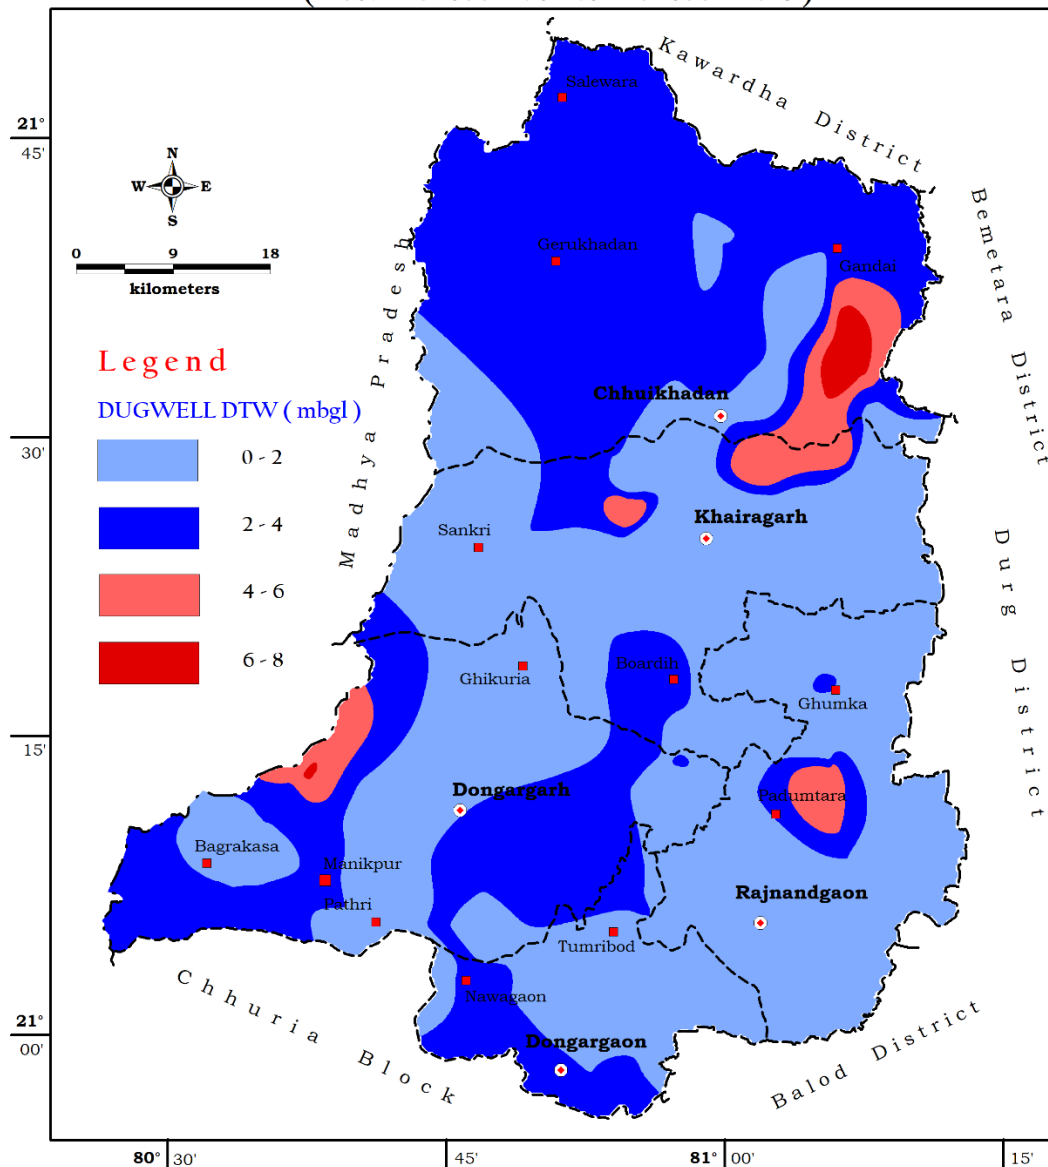 Kawardha District
Salewara
21°
45'
N
W E
S
Bemetara District
0 9 18
kilometers
Gerukhadan
Gandai
Madhya Pradesh
Legend
DUGWELL DTW ( mbgl )
Chhuikhadan
30'
0 - 2
2 - 4
4 - 6
6 - 8
Sankri
Khairagarh
Durg District
Ghikuria
Boardih
Ghumka
15'
Dongargarh
Padumtara
Bagrakasa
Manikpur
Pathri
Rajnandgaon
Tumribod
Nawagaon
Chhuria Block
21°
00'
Dongargaon
Balod District
80° 30' 45' 81° 00' 15'